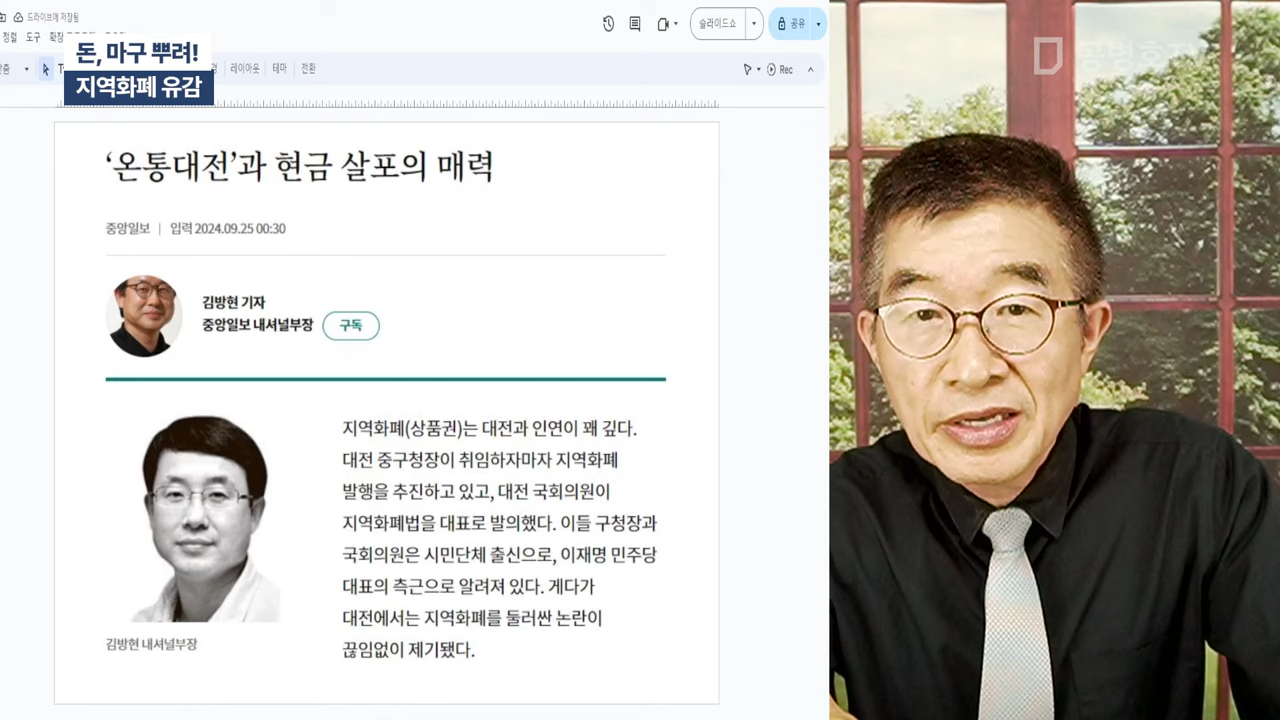 드라이브에 저장됨
정렬 도구 확장
슬라이드쇼
공유
돈, 마구 뿌려!
지역화폐 유감
레이아웃 테마 전환
Rec
‘온통대전’과 현금 살포의 매력
중앙일보 | 입력 2024.09.25 00:30
김방현 기자
중앙일보 내셔널부장
구독
지역화폐(상품권)는 대전과 인연이 꽤 깊다.
대전 중구청장이 취임하자마자 지역화폐
발행을 추진하고 있고, 대전 국회의원이
지역화폐법을 대표로 발의했다. 이들 구청장과
국회의원은 시민단체 출신으로, 이재명 민주당
대표의 측근으로 알려져 있다. 게다가
대전에서는 지역화폐를 둘러싼 논란이
끊임없이 제기됐다.
김방현 내셔널부장